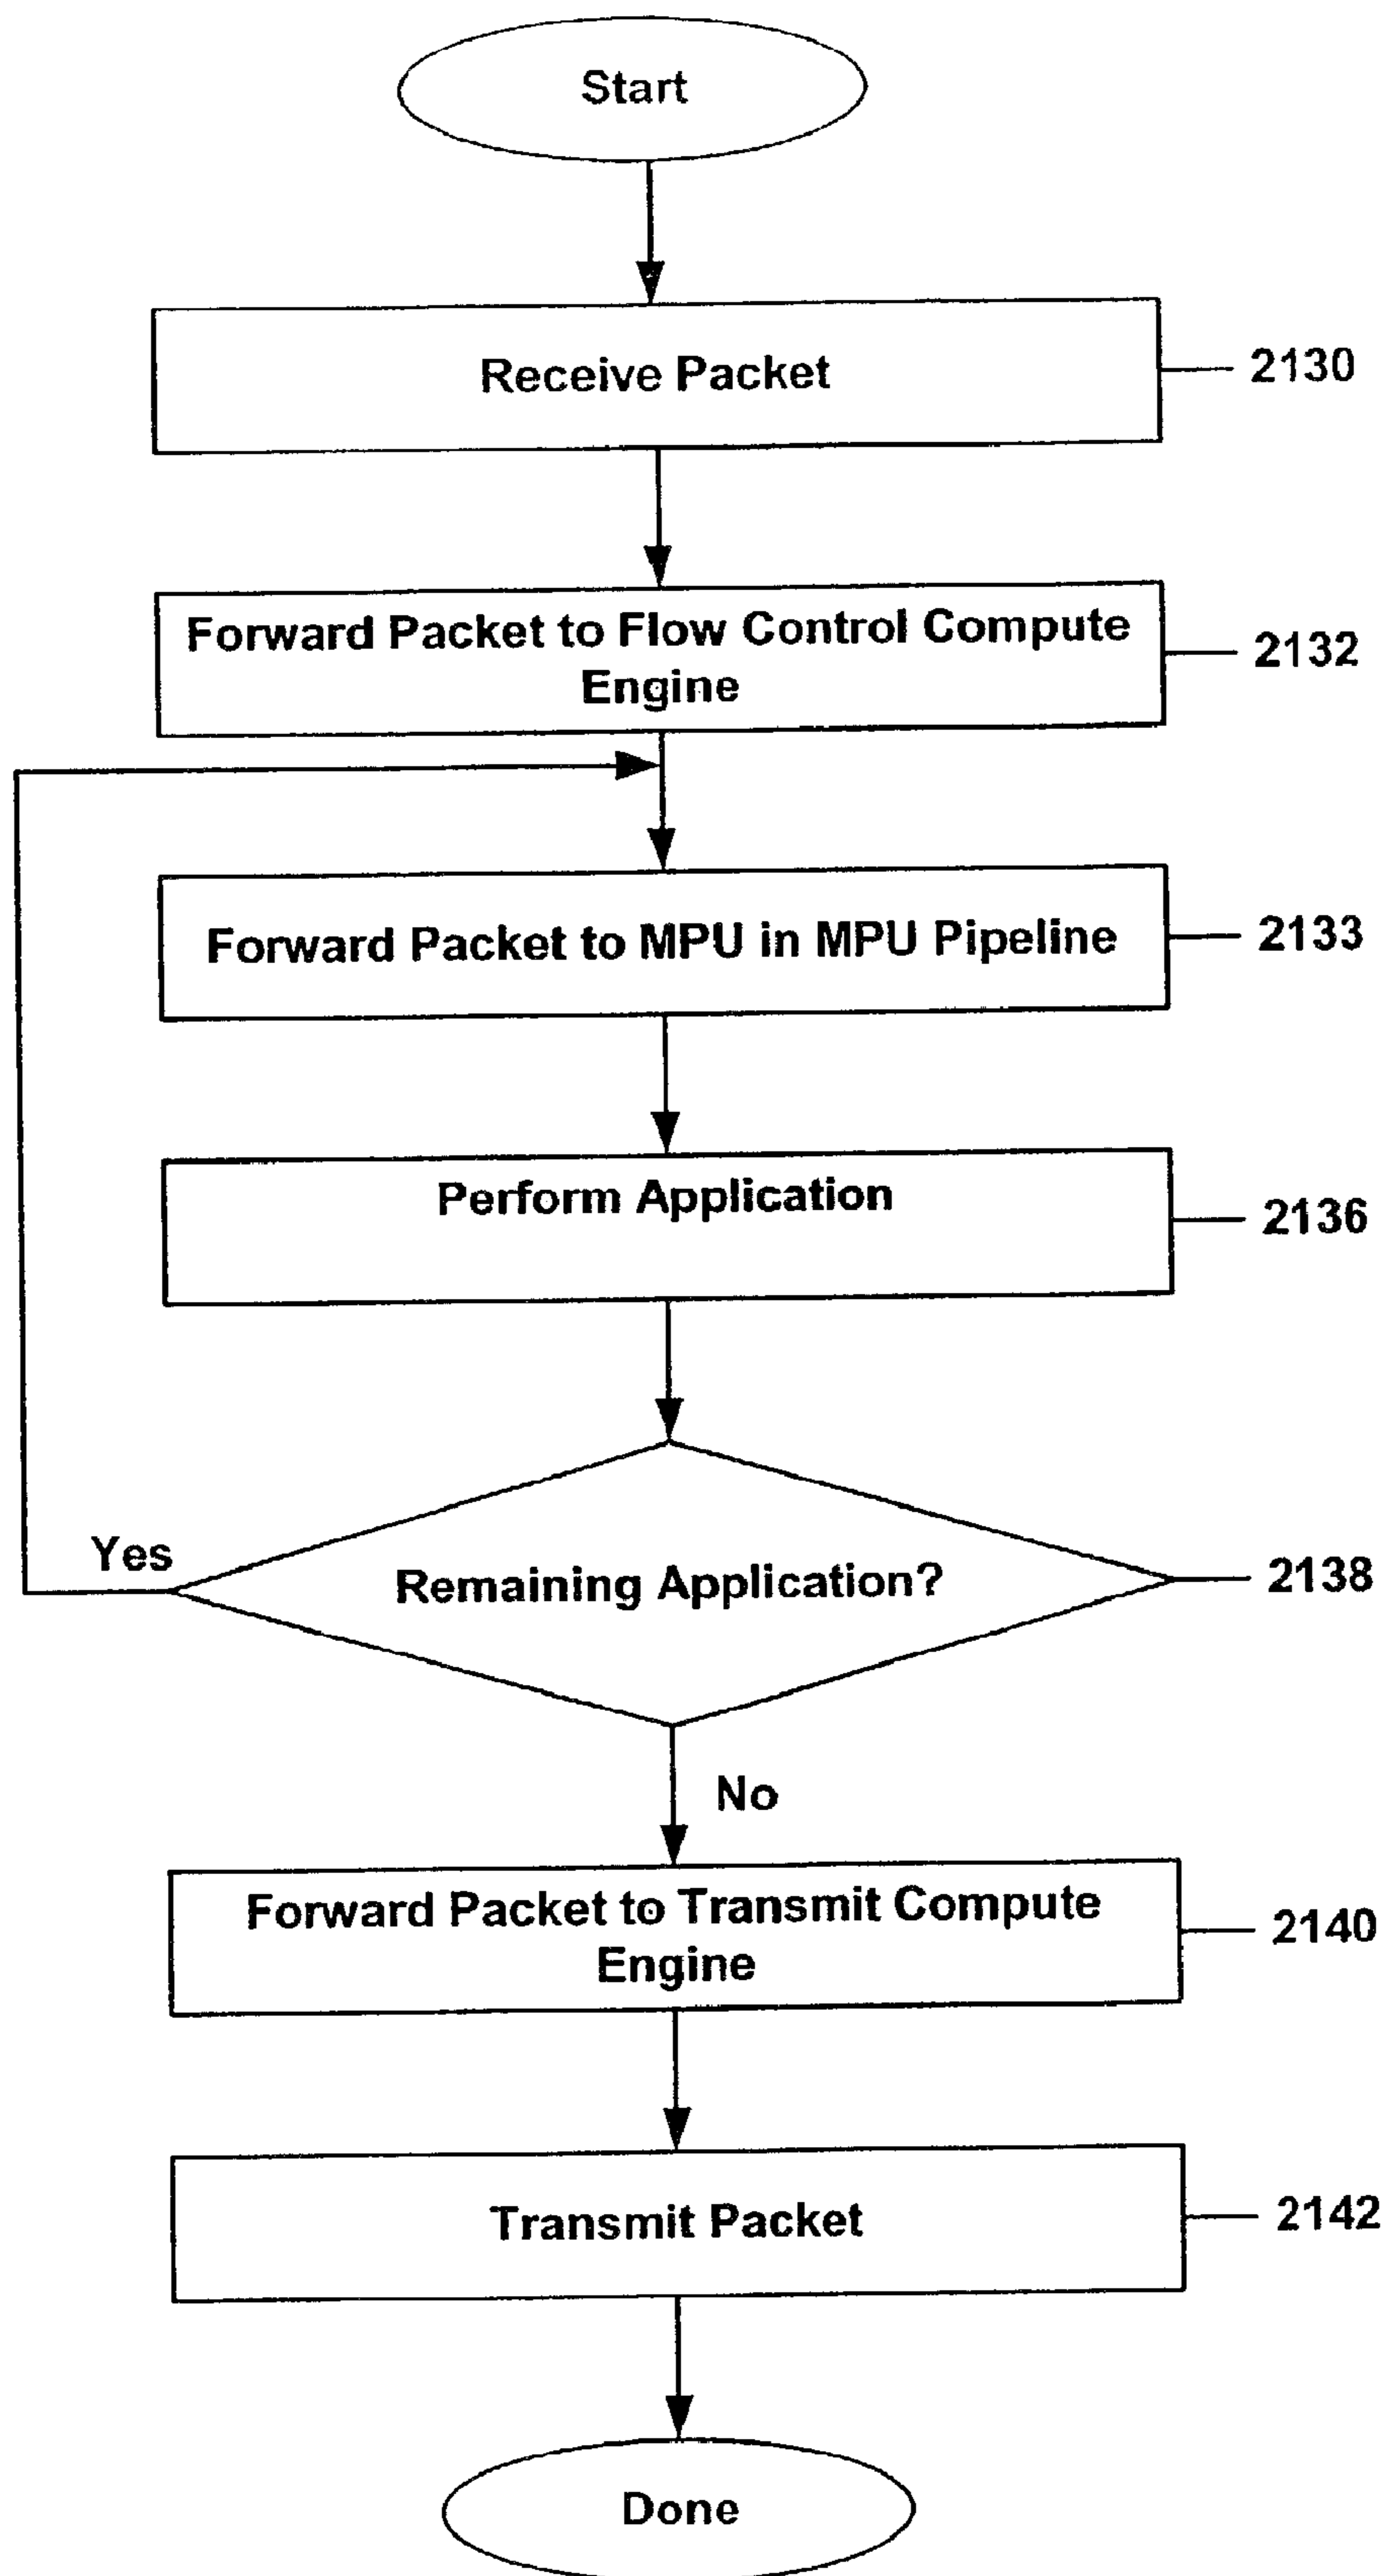 Start
Receive Packet
2130
Forward Packet to Flow Control Compute
Engine
2132
Forward Packet to MPU in MPU Pipeline
2133
Perform Application
2136
Yes
Remaining Application?
2138
No
Forward Packet to Transmit Compute
Engine
2140
Transmit Packet
2142
Done